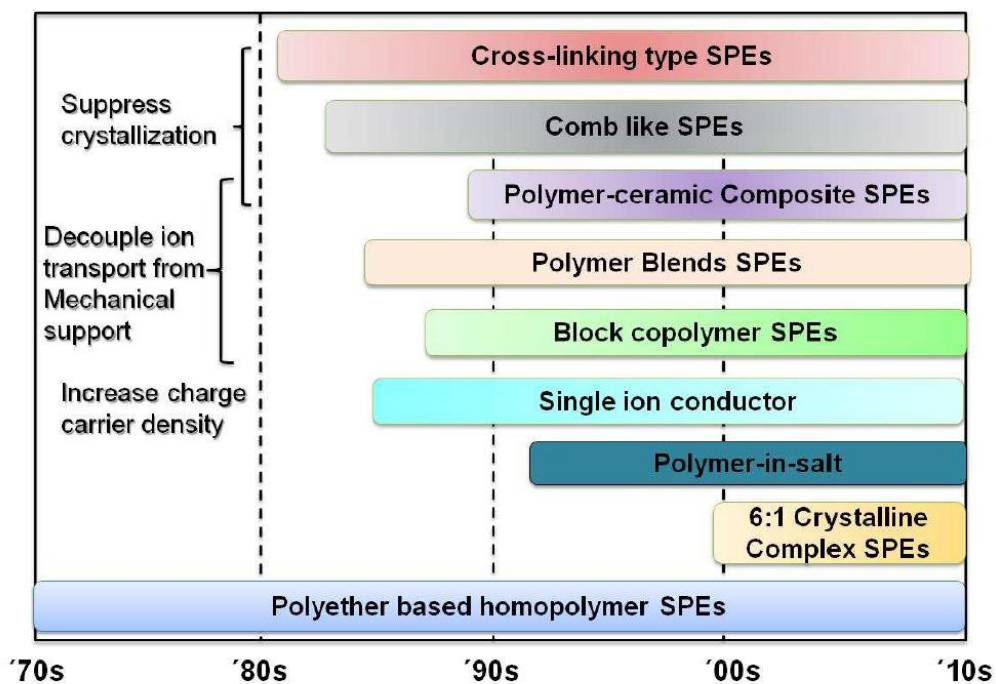 Cross-linking type SPEs
Suppress
crystallization
Comb like SPEs
Polymer-ceramic Composite SPEs
Decouple ion
transport from
Mechanical
support
Polymer Blends SPEs
Block copolymer SPEs
Increase charge
carrier density
Single ion conductor
Polymer-in-salt
6:1 Crystalline
Complex SPEs
Polyether based homopolymer SPEs
´70s ´80s ´90s ´00s ´10s